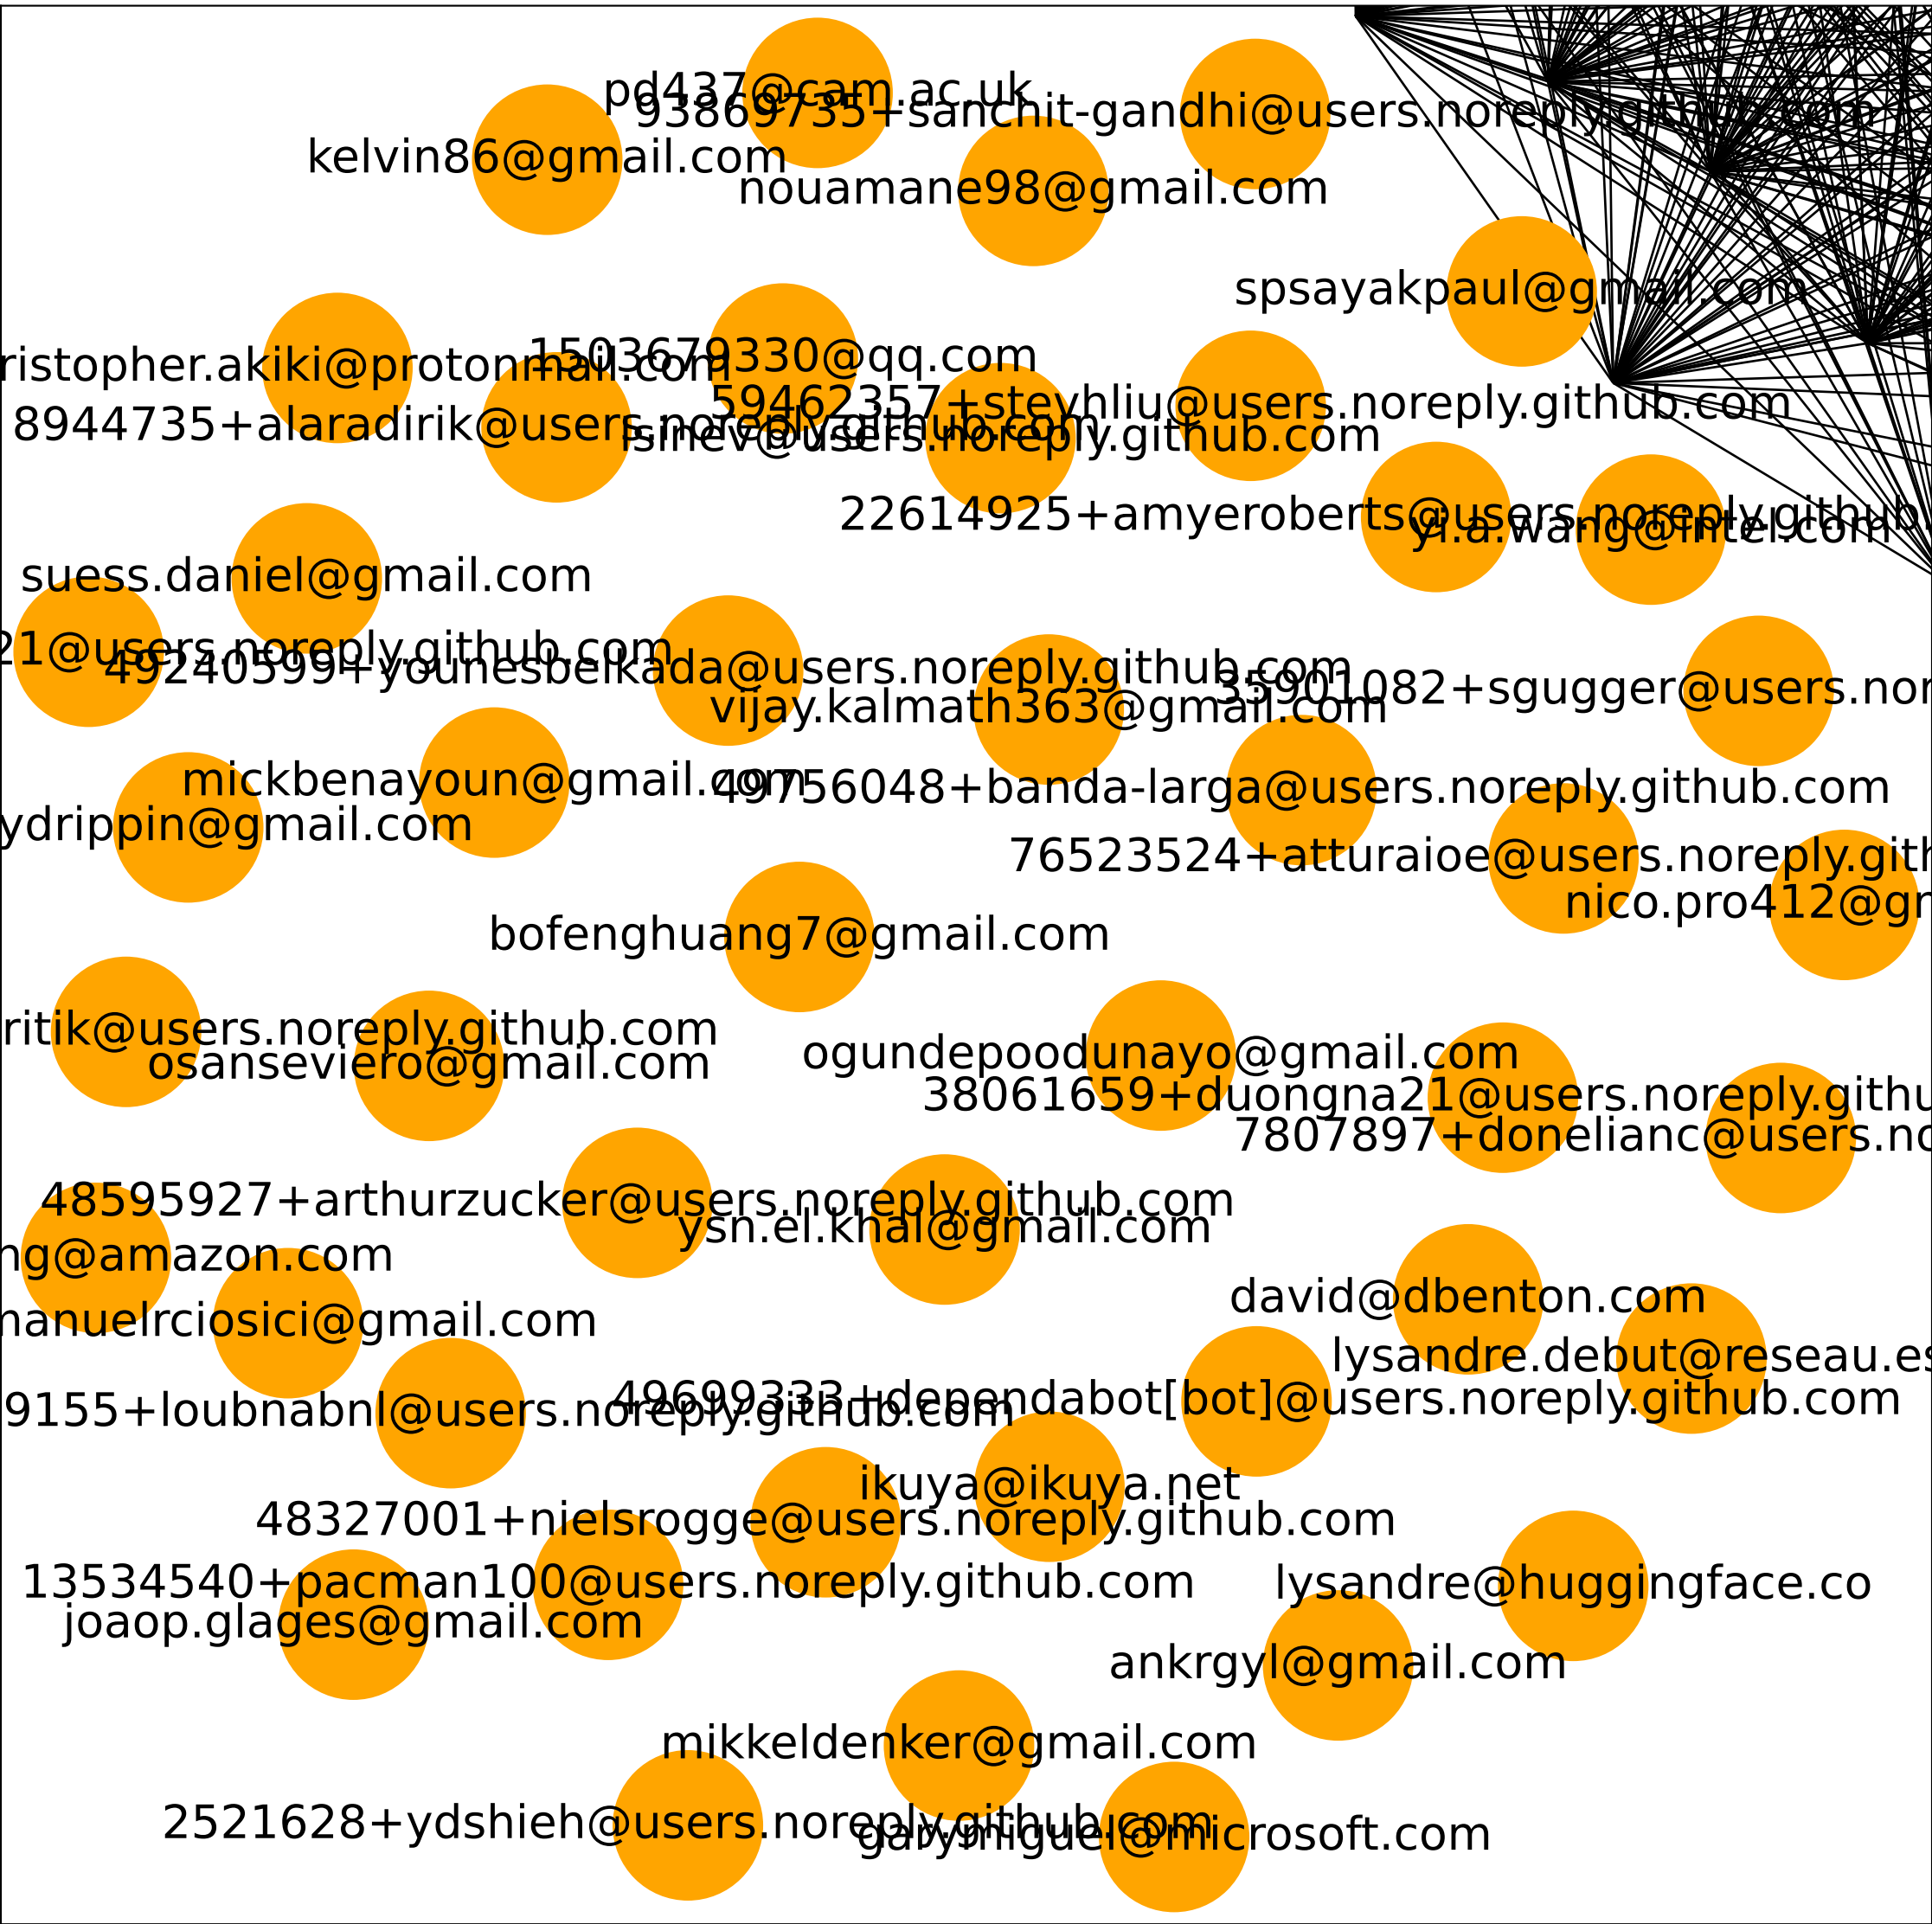 pd437@cam.ac.uk
93869735+sanchit-gandhi@users.noreply.github.com
kelvin86@gmail.com
nouamane98@gmail.com
spsayakpaul@gmail.com
1503679330@qq.com
ristopher.akiki@protonmail.com
59462357+stevhliu@users.noreply.github.com
8944735+alaradirik@users.noreply.github.com
isinev@users.noreply.github.com
22614925+amyeroberts@users.noreply.github.
yi.a.wang@intel.com
suess.daniel@gmail.com
21@users.noreply.github.com
49240599+younesbelkada@users.noreply.github.com
35901082+sgugger@users.nor
vijay.kalmath363@gmail.com
mickbenayoun@gmail.com
49756048+banda-larga@users.noreply.github.com
ydrippin@gmail.com
76523524+atturaioe@users.noreply.gith
nico.pro412@gm
bofenghuang7@gmail.com
ritik@users.noreply.github.com
osanseviero@gmail.com
ogundepoodunayo@gmail.com
38061659+duongna21@users.noreply.githu
7807897+donelianc@users.no
48595927+arthurzucker@users.noreply.github.com
ysn.el.khal@gmail.com
ng@amazon.com
david@dbenton.com
manuelrciosici@gmail.com
lysandre.debut@reseau.es
49699333+dependabot[bot]@users.noreply.github.com
9155+loubnabnl@users.noreply.github.com
ikuya@ikuya.net
48327001+nielsrogge@users.noreply.github.com
13534540+pacman100@users.noreply.github.com
lysandre@huggingface.co
joaop.glages@gmail.com
ankrgyl@gmail.com
mikkeldenker@gmail.com
2521628+ydshieh@users.noreply.github.com
garymiguel@microsoft.com